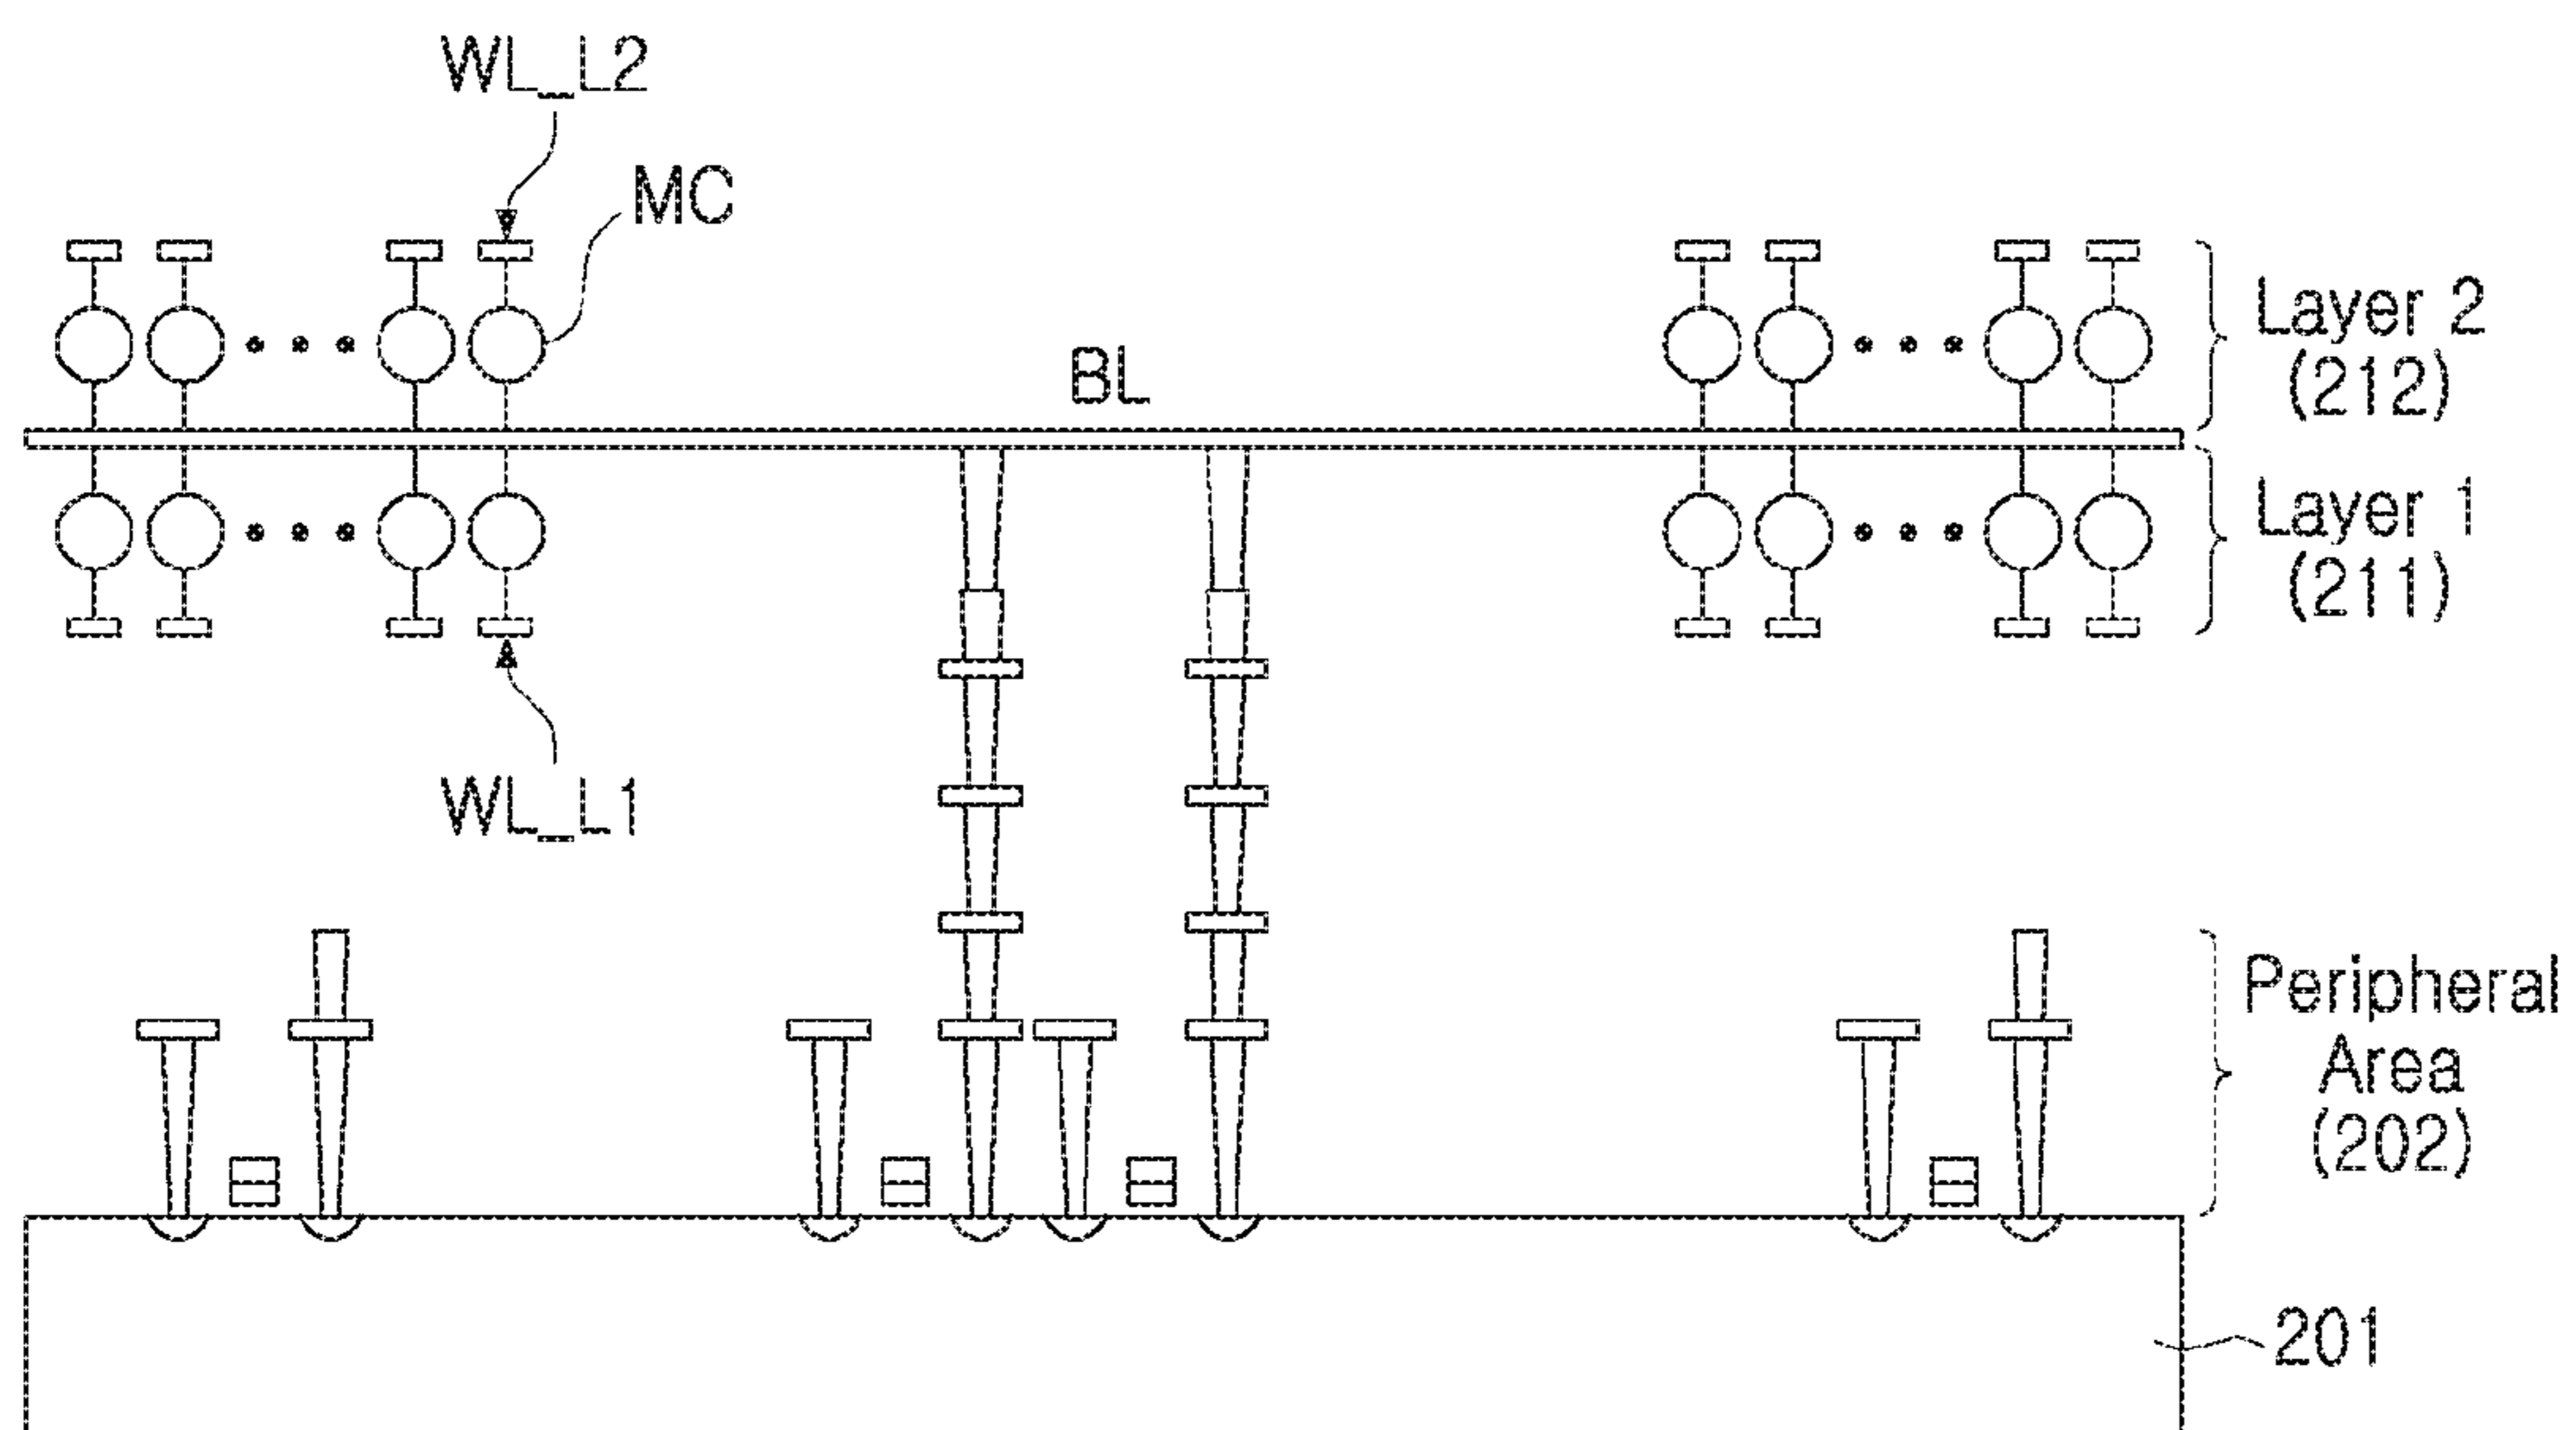 WL_L2
MC
BL
Layer 2
(212)
Layer 1
(211)
WL_L1
Peripheral
Area
(202)
201